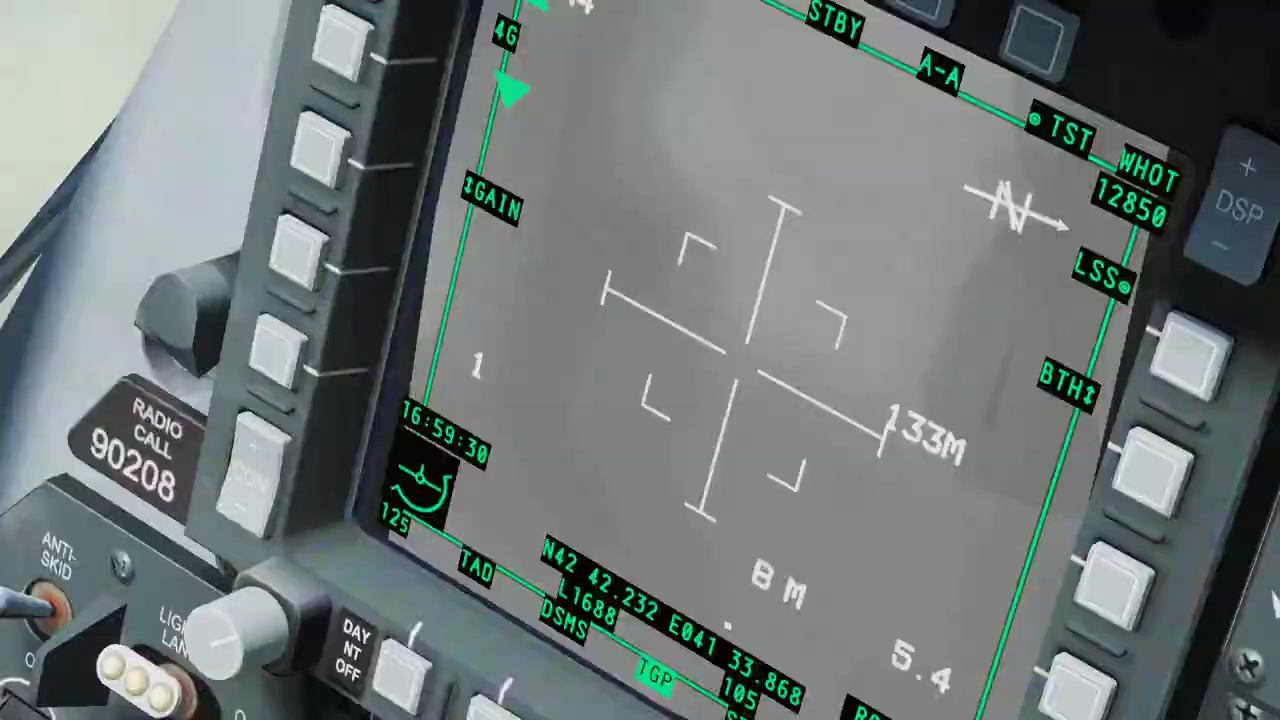 4G
STBY
A-A
TST
WHOT
12850
GAIN
N
LSS
BTH
1
133M
16:59:30
125
TAD
N42 42.232 E041 33.868
L1688
DSMS
TGP
105
B M
5.4
+
DSP
-
RADIO
CALL
90208
ANTI-
SKID
DAY
NT
OFF